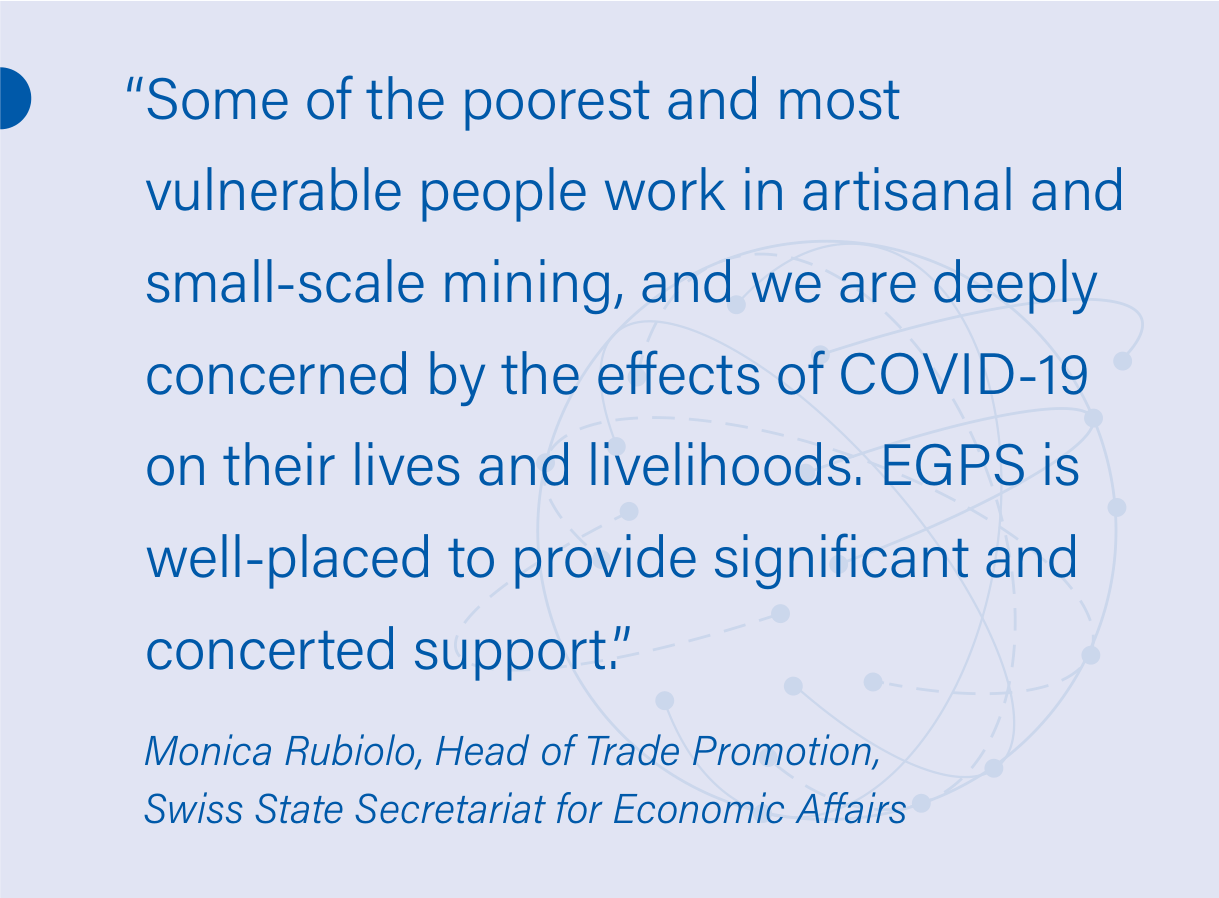 “Some of the poorest and most
vulnerable people work in artisanal and
small-scale mining, and we are deeply
concerned by the effects of COVID-19
on their lives and livelihoods. EGPS is
well-placed to provide significant and
concerted support.”
Monica Rubiolo, Head of Trade Promotion,
Swiss State Secretariat for Economic Affairs